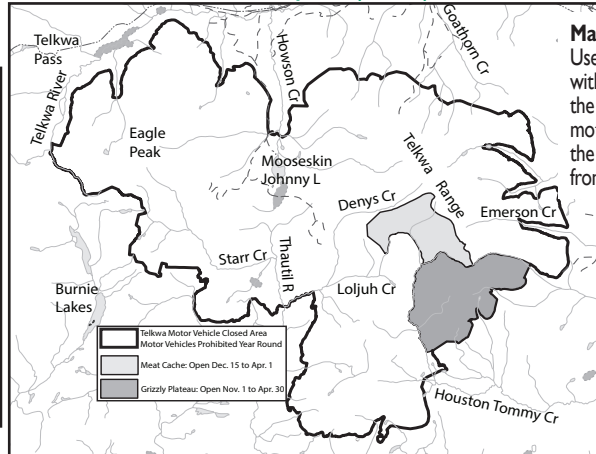 Telkwa
Pass
Telkwa River
Howson Cr
Goathorn Cr
Ma
Use
with
the
mot
the
from
Eagle
Peak
Mooseskin
Johnny L
Telkwa Range
Denys Cr
Emerson Cr
Starr Cr
Thautil R
Loljuh Cr
Burnie
Lakes
Telkwa Motor Vehicle Closed Area
Motor Vehicles Prohibited Year Round
Meat Cache: Open Dec. 15 to Apr. 1
Grizzly Plateau: Open Nov. 1 to Apr. 30
Houston Tommy Cr